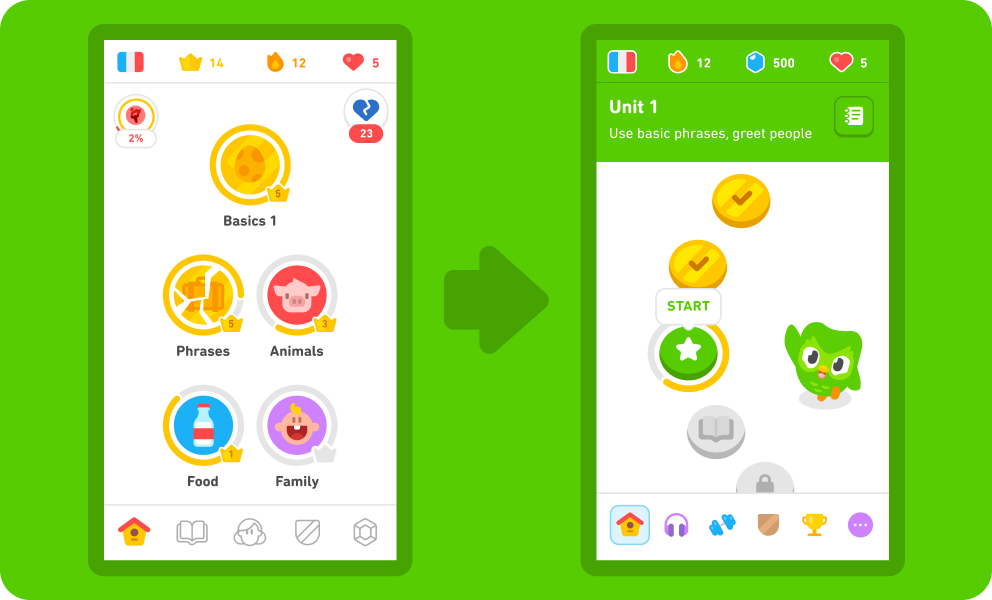 14
12
5
2%
23
5
Basics 1
5
3
Phrases
Animals
1
Food
Family
12
500
5
Unit 1
Use basic phrases, greet people
START